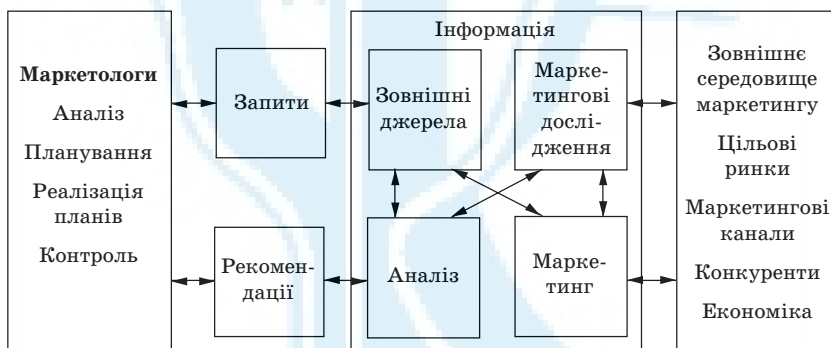 Маркетологи
Аналіз
Планування
Реалізація
планів
Контроль
Запити
Рекомен-
дації
Інформація
Зовнішні
джерела
Марке-
тингові
дослі-
дження
Аналіз
Марке-
тинг
Зовнішнє
середовище
маркетингу
Цільові
ринки
Маркетингові
канали
Конкуренти
Економіка